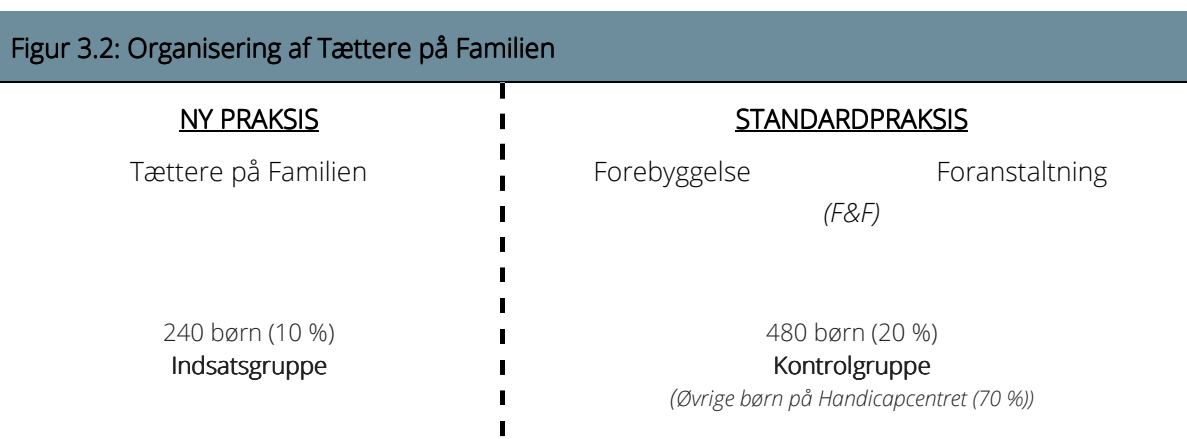 Figur 3.2: Organisering af Tættere på Familien
NY PRAKSIS
Tættere på Familien
240 børn (10 %)
Indsatsgruppe
STANDARDPRAKSIS
Forebyggelse Foranstaltning
(F&F)
480 børn (20 %)
Kontrolgruppe
(Øvrige børn på Handicapcentret (70 %))